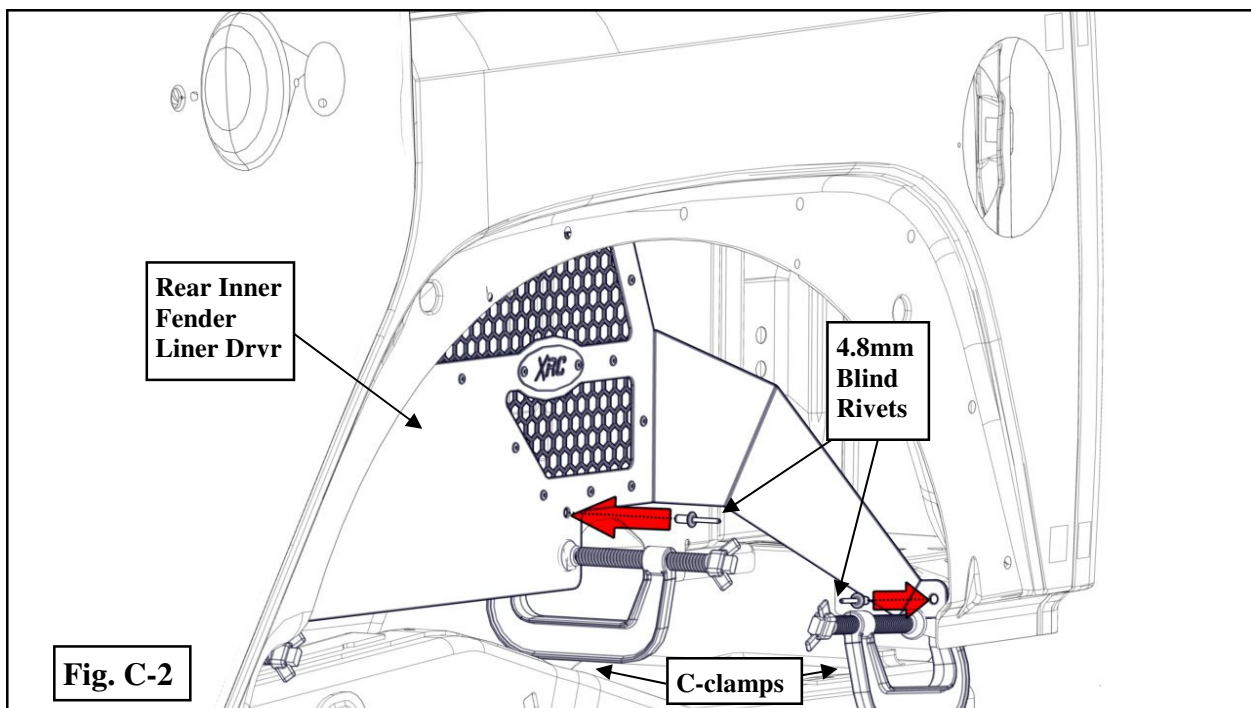 Rear Inner
Fender
Liner Drvr
XRC
4.8mm
Blind
Rivets
C-clamps
Fig. C-2